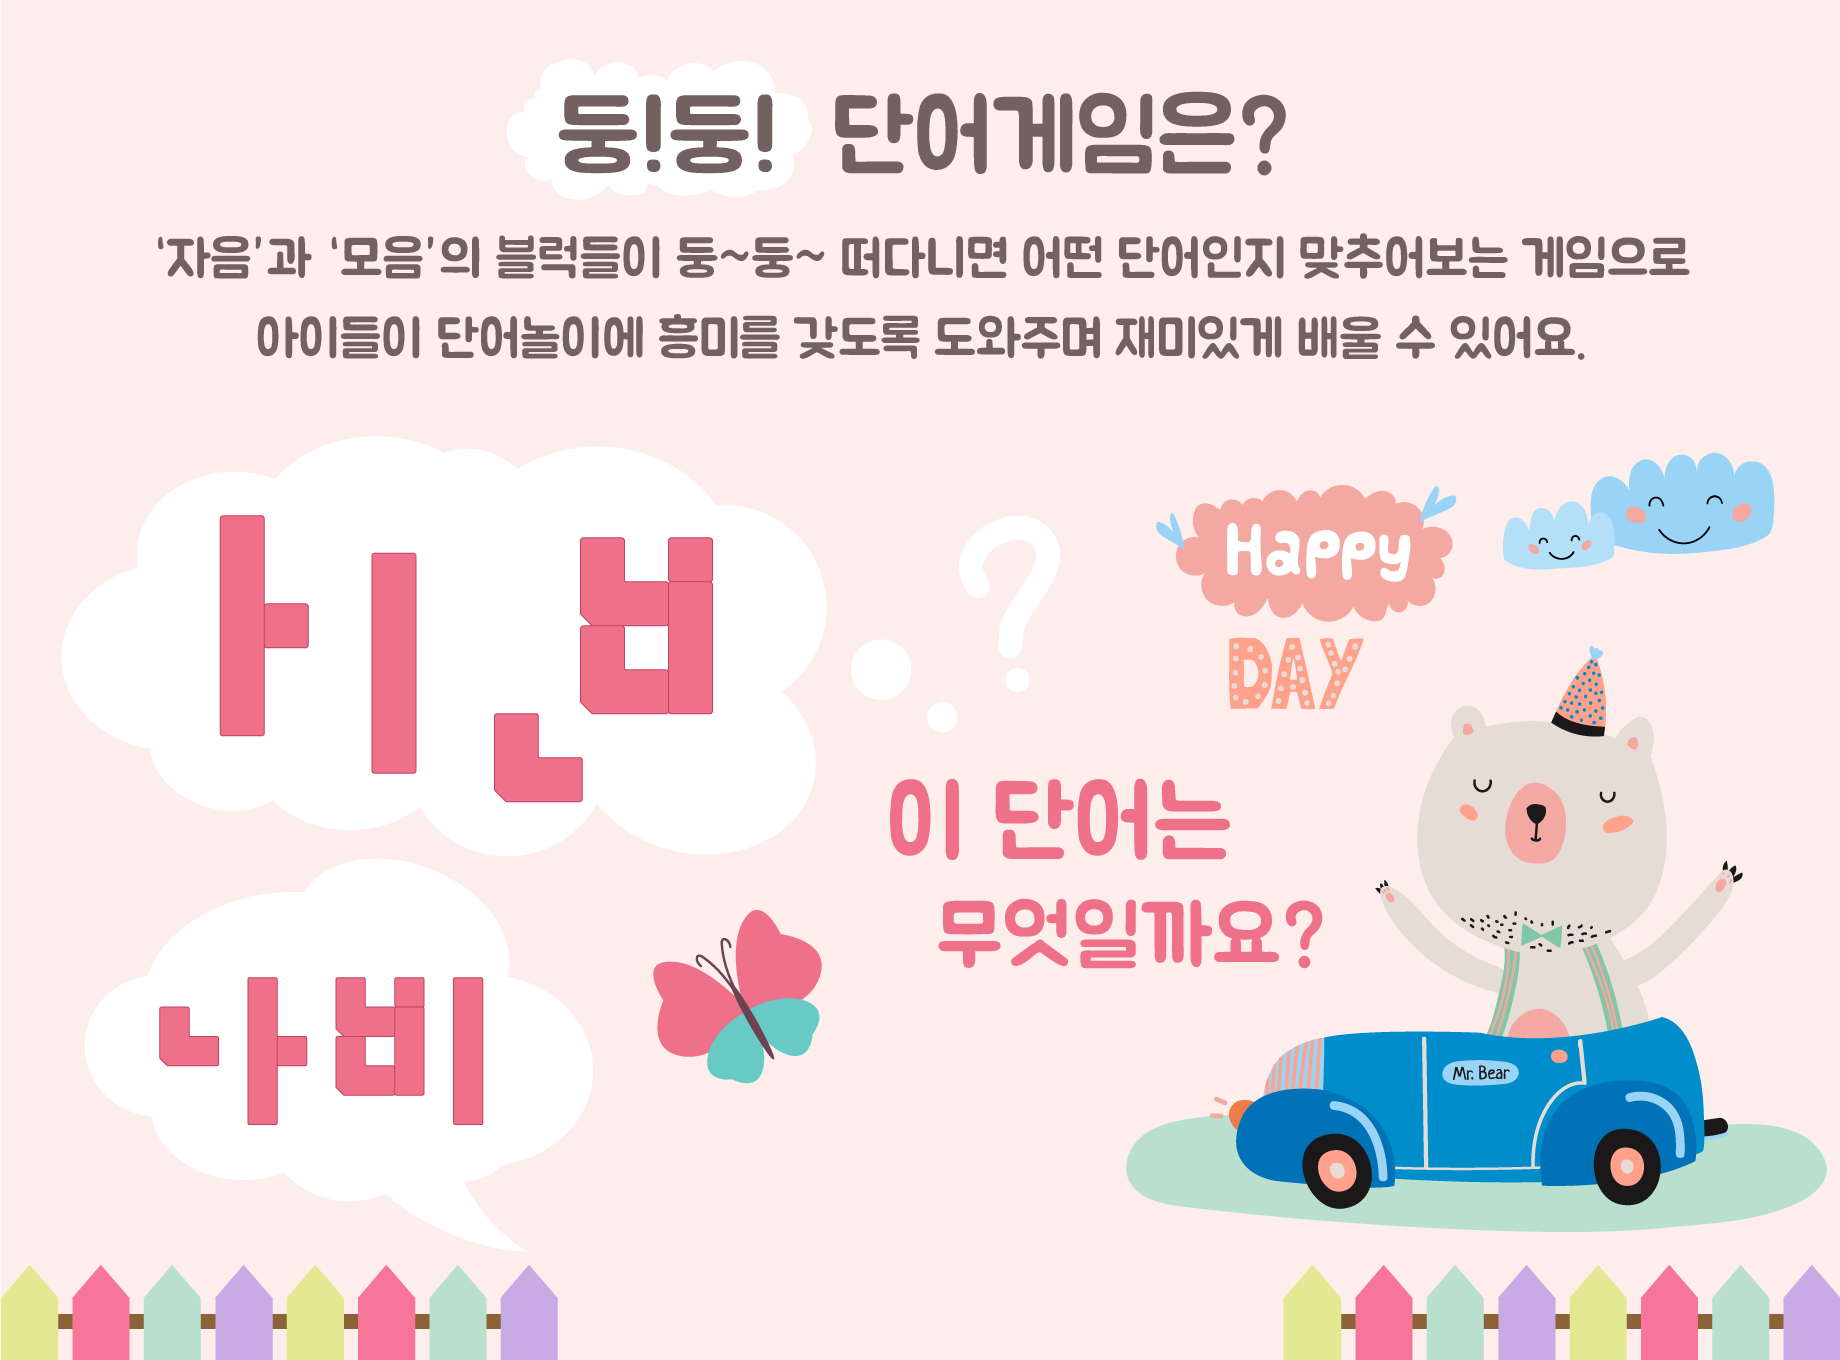 둥!둥! 단어게임은?
‘자음’과 ‘모음’의 블럭들이 둥~둥~ 떠다니면 어떤 단어인지 맞추어보는 게임으로
아이들이 단어놀이에 흥미를 갖도록 도와주며 재미있게 배울 수 있어요.
ㅏ ㅣ ㄴ ㅂ
?
Happy
DAY
이 단어는
무엇일까요?
나비
Mr. Bear